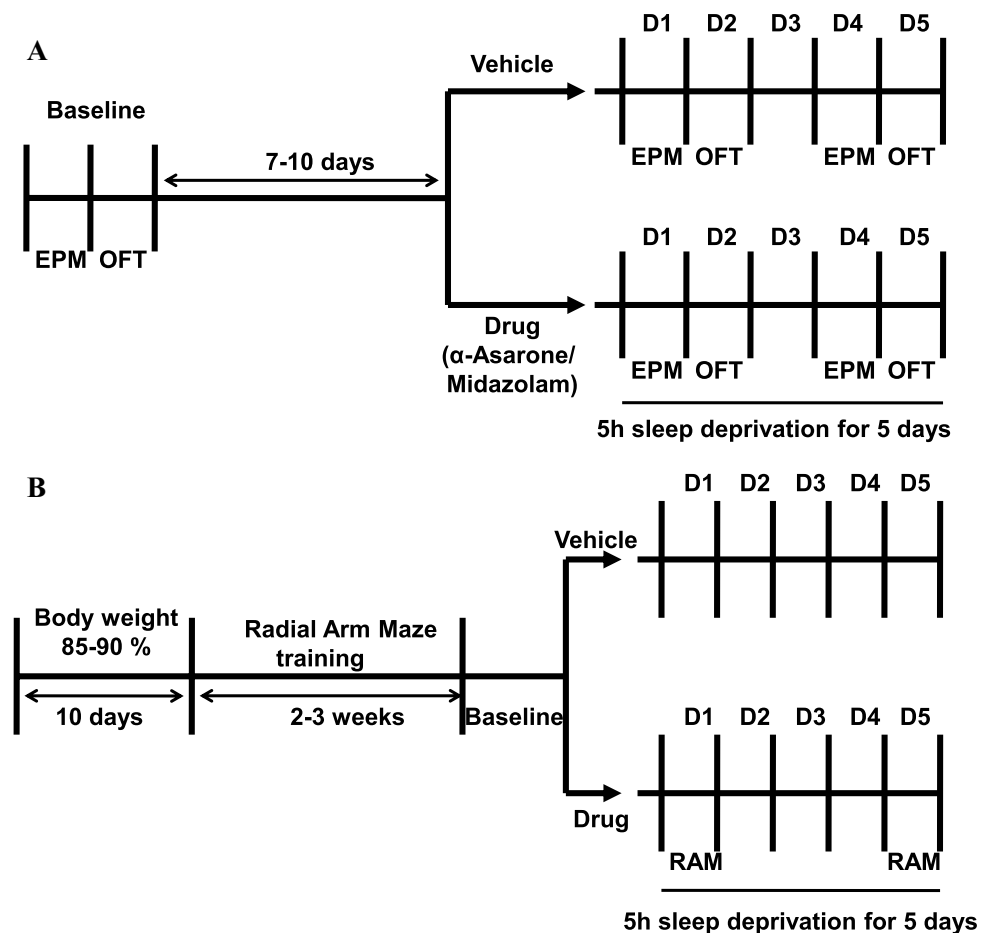 A
D1 D2 D3 D4 D5
Vehicle
Baseline
EPM OFT EPM OFT
7-10 days
EPM OFT
D1 D2 D3 D4 D5
Drug
(α-Asarone/
Midazolam)
EPM OFT EPM OFT
5h sleep deprivation for 5 days
B
D1 D2 D3 D4 D5
Vehicle
Body weight
85-90 %
Radial Arm Maze
training
10 days
2-3 weeks
Baseline
D1 D2 D3 D4 D5
Drug
RAM RAM
5h sleep deprivation for 5 days